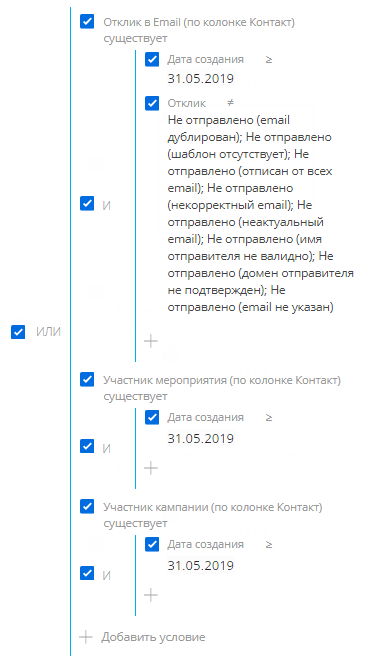 Отклик в Email (по колонке Контакт)
существует
Дата создания ≥
31.05.2019
Отклик ≠
Не отправлено (email
дублирован); Не отправлено
(шаблон отсутствует); Не
отправлено (отписан от всех
email); Не отправлено
(некорректный email); Не
отправлено (неактуальный
email); Не отправлено (имя
отправителя не валидно); Не
отправлено (домен отправителя
не подтвержден); Не
отправлено (email не указан)
И
ИЛИ
Участник мероприятия (по колонке Контакт)
существует
Дата создания ≥
31.05.2019
И
Участник кампании (по колонке Контакт)
существует
Дата создания ≥
31.05.2019
И
Добавить условие